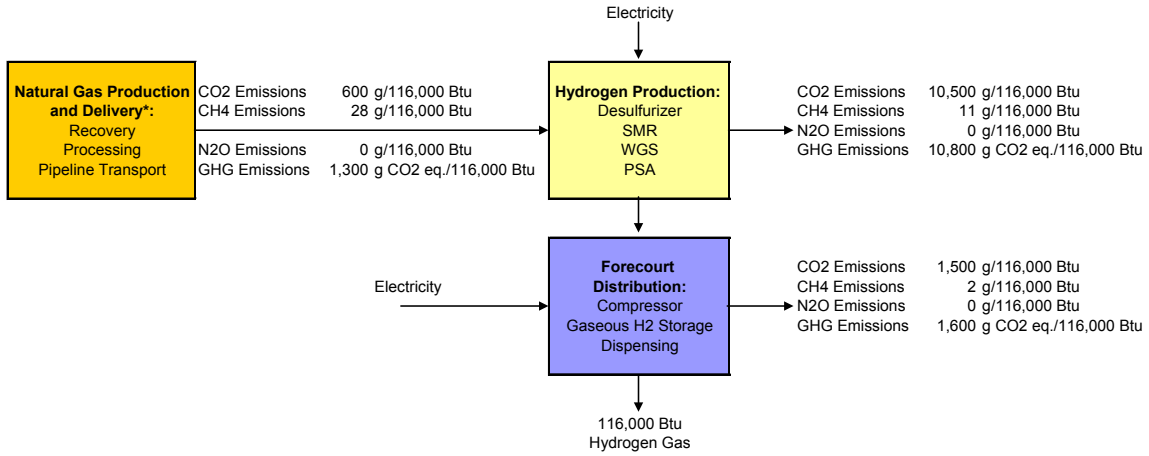 Electricity
Natural Gas Production
and Delivery*:
Recovery
Processing
Pipeline Transport
CO2 Emissions 600 g/116,000 Btu
CH4 Emissions 28 g/116,000 Btu
N2O Emissions 0 g/116,000 Btu
GHG Emissions 1,300 g CO2 eq./116,000 Btu
Hydrogen Production:
Desulfurizer
SMR
WGS
PSA
CO2 Emissions 10,500 g/116,000 Btu
CH4 Emissions 11 g/116,000 Btu
N2O Emissions 0 g/116,000 Btu
GHG Emissions 10,800 g CO2 eq./116,000 Btu
Electricity
Forecourt
Distribution:
Compressor
Gaseous H2 Storage
Dispensing
CO2 Emissions 1,500 g/116,000 Btu
CH4 Emissions 2 g/116,000 Btu
N2O Emissions 0 g/116,000 Btu
GHG Emissions 1,600 g CO2 eq./116,000 Btu
116,000 Btu
Hydrogen Gas